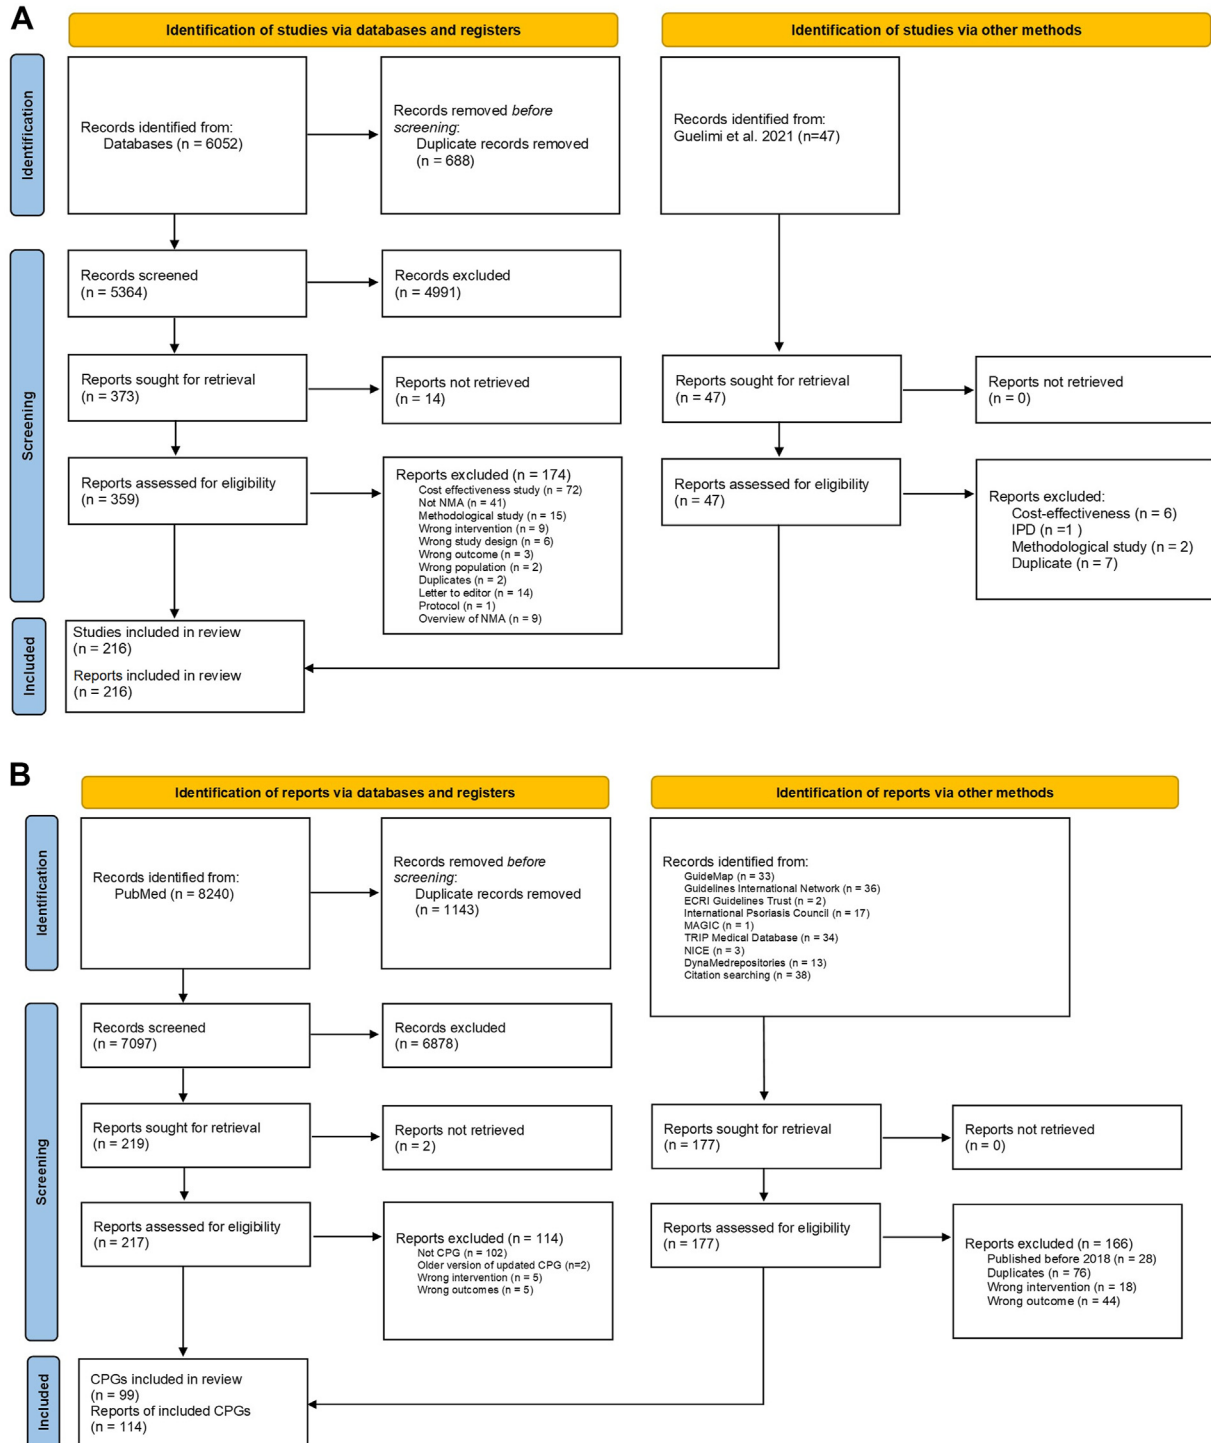 A
Identification of studies via databases and registers
Identification of studies via other methods
Identification
Records identified from:
Databases (n = 6052)
Records removed before
screening:
Duplicate records removed
(n = 688)
Records identified from:
Guelimi et al. 2021 (n=47)
Screening
Records screened
(n = 5364)
Records excluded
(n = 4991)
Reports sought for retrieval
(n = 373)
Reports not retrieved
(n = 14)
Reports sought for retrieval
(n = 47)
Reports not retrieved
(n = 0)
Reports assessed for eligibility
(n = 359)
Reports excluded (n = 174)
Cost effectiveness study (n = 72)
Not NMA (n = 41)
Methodological study (n = 15)
Wrong intervention (n = 9)
Wrong study design (n = 6)
Wrong outcome (n = 3)
Wrong population (n = 2)
Duplicates (n = 2)
Letter to editor (n = 14)
Protocol (n = 1)
Overview of NMA (n = 9)
Reports assessed for eligibility
(n = 47)
Reports excluded:
Cost-effectiveness (n = 6)
IPD (n =1 )
Methodological study (n = 2)
Duplicate (n = 7)
Included
Studies included in review
(n = 216)
Reports included in review
(n = 216)
B
Identification of reports via databases and registers
Identification of reports via other methods
Identification
Records identified from:
PubMed (n = 8240)
Records removed before
screening:
Duplicate records removed
(n = 1143)
Records identified from:
GuideMap (n = 33)
Guidelines International Network (n = 36)
ECRI Guidelines Trust (n = 2)
International Psoriasis Council (n = 17)
MAGIC (n = 1)
TRIP Medical Database (n = 34)
NICE (n = 3)
DynaMedrepositories (n = 13)
Citation searching (n = 38)
Screening
Records screened
(n = 7097)
Records excluded
(n = 6878)
Reports sought for retrieval
(n = 219)
Reports not retrieved
(n = 2)
Reports sought for retrieval
(n = 177)
Reports not retrieved
(n = 0)
Reports assessed for eligibility
(n = 217)
Reports excluded (n = 114)
Not CPG (n = 102)
Older version of updated CPG (n=2)
Wrong intervention (n = 5)
Wrong outcomes (n = 5)
Reports assessed for eligibility
(n = 177)
Reports excluded (n = 166)
Published before 2018 (n = 28)
Duplicates (n = 76)
Wrong intervention (n = 18)
Wrong outcome (n = 44)
Included
CPGs included in review
(n = 99)
Reports of included CPGs
(n = 114)